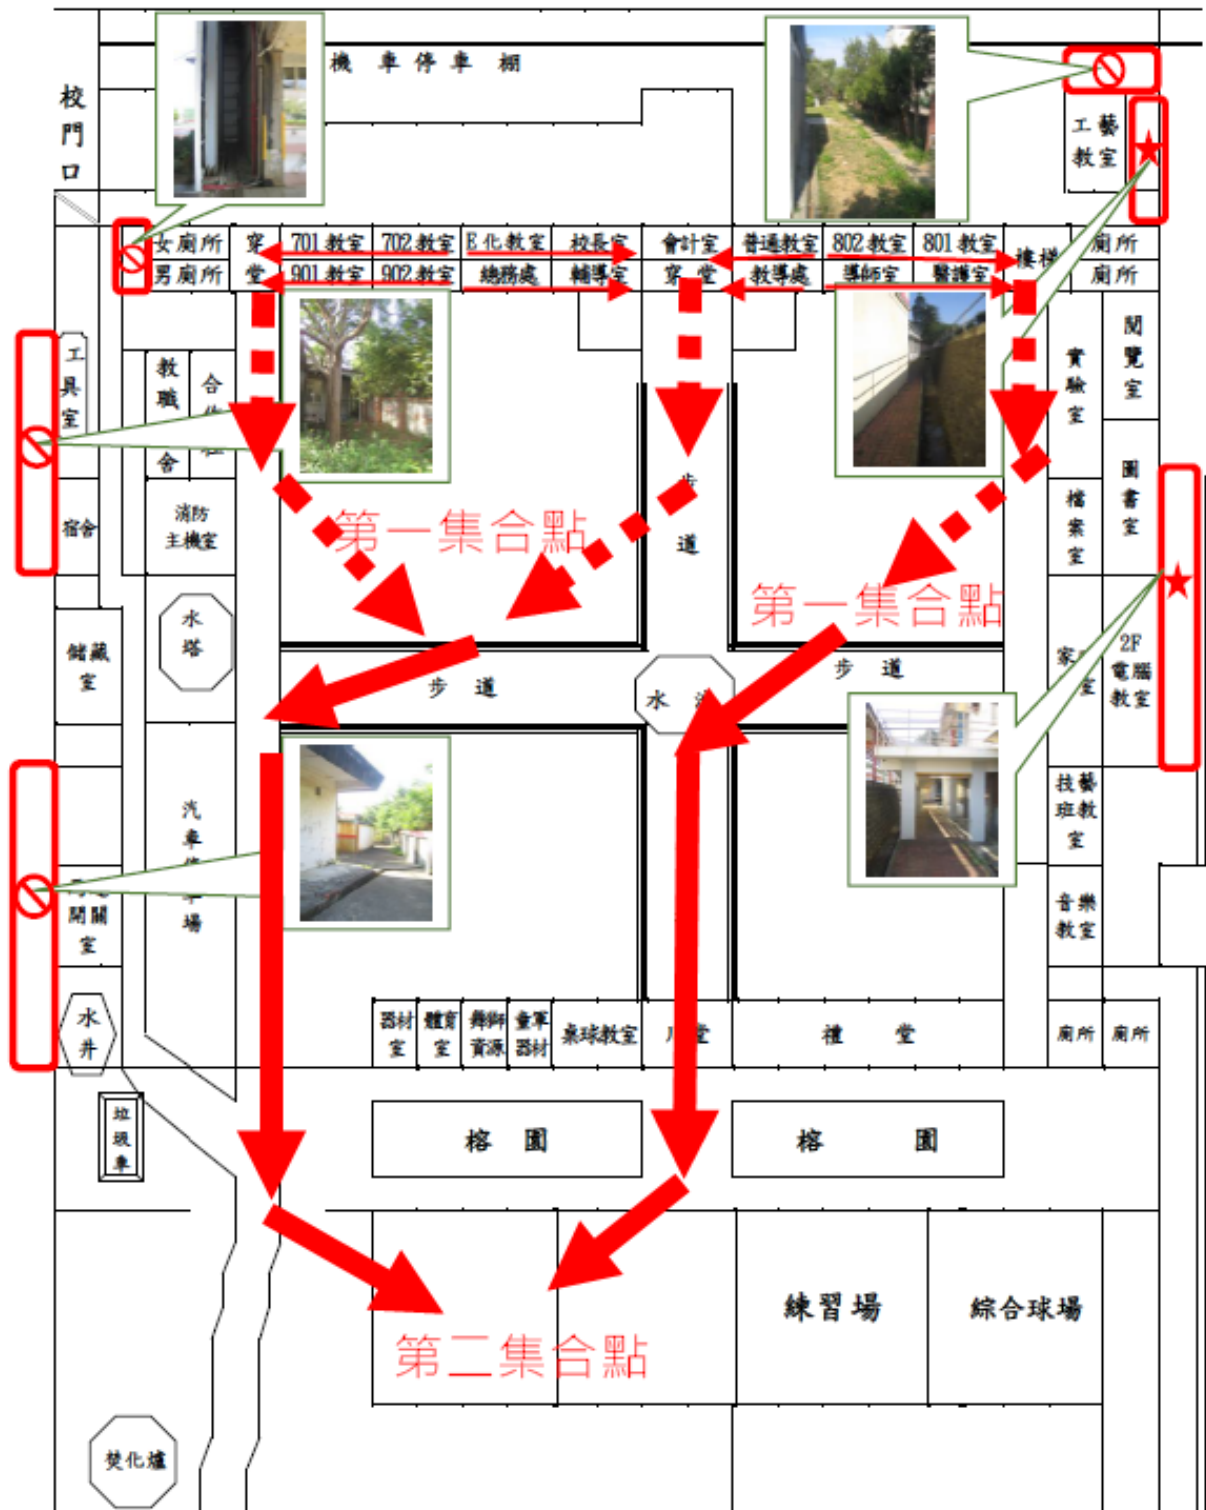 機車停車棚
校門口
工藝
教室
女廁所
穿堂
701教室
702教室
E化教室
校長室
會計室
普通教室
802教室
801教室
樓梯
廁所
男廁所
901教室
902教室
總務處
輔導室
穿堂
教導處
導師室
醫護室
廁所
工具室
教職
舍
合
實驗室
閱覽室
宿舍
消防
主機室
第一集合點
步道
檔案室
圖書室
第一集合點
水塔
儲藏
室
步道
水
步道
家
室
2F
電腦
教室
汽車
場
技藝
班教
室
開關
室
音樂
教室
水井
器材
室
體育
室
舞獅
資源
童軍
器材
桌球教室
堂
禮堂
廁所
廁所
垃圾車
榕園
榕園
練習場
綜合球場
第二集合點
焚化爐